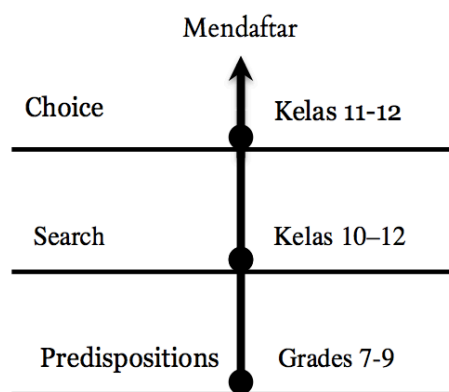 Mendaftar
Choice Kelas 11-12
Search Kelas 10–12
Predispositions Grades 7-9